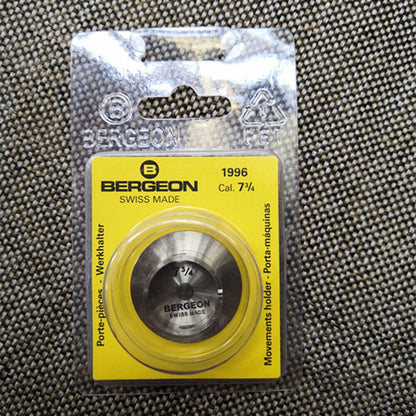 B
BERGEON
PET
B
BERGEON
SWISS MADE
1996
Cal. 7¾
Porte-pièces - Werkhalter
Movements holder - Porta-máquinas
7¾
BERGEON
SWISS MADE